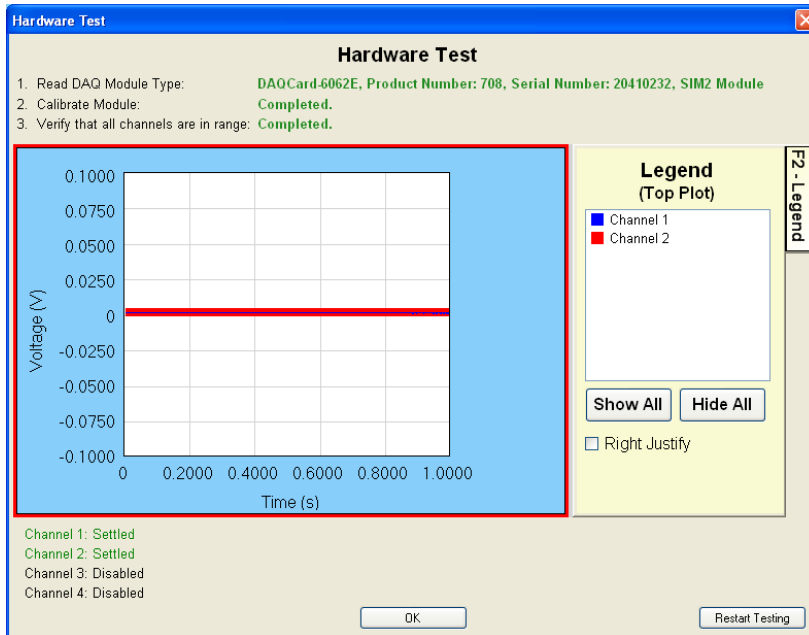 Hardware Test
Hardware Test
1. Read DAQ Module Type: DAQCard-6062E, Product Number: 708, Serial Number: 20410232, SIM2 Module
2. Calibrate Module: Completed.
3. Verify that all channels are in range: Completed.
0.1000
0.0750
0.0500
0.0250
0
-0.0250
-0.0500
-0.0750
-0.1000
Voltage (V)
0 0.2000 0.4000 0.6000 0.8000 1.0000
Time (s)
Legend
(Top Plot)
Channel 1
Channel 2
Show All Hide All
Right Justify
F2 - Legend
Channel 1: Settled
Channel 2: Settled
Channel 3: Disabled
Channel 4: Disabled
OK Restart Testing